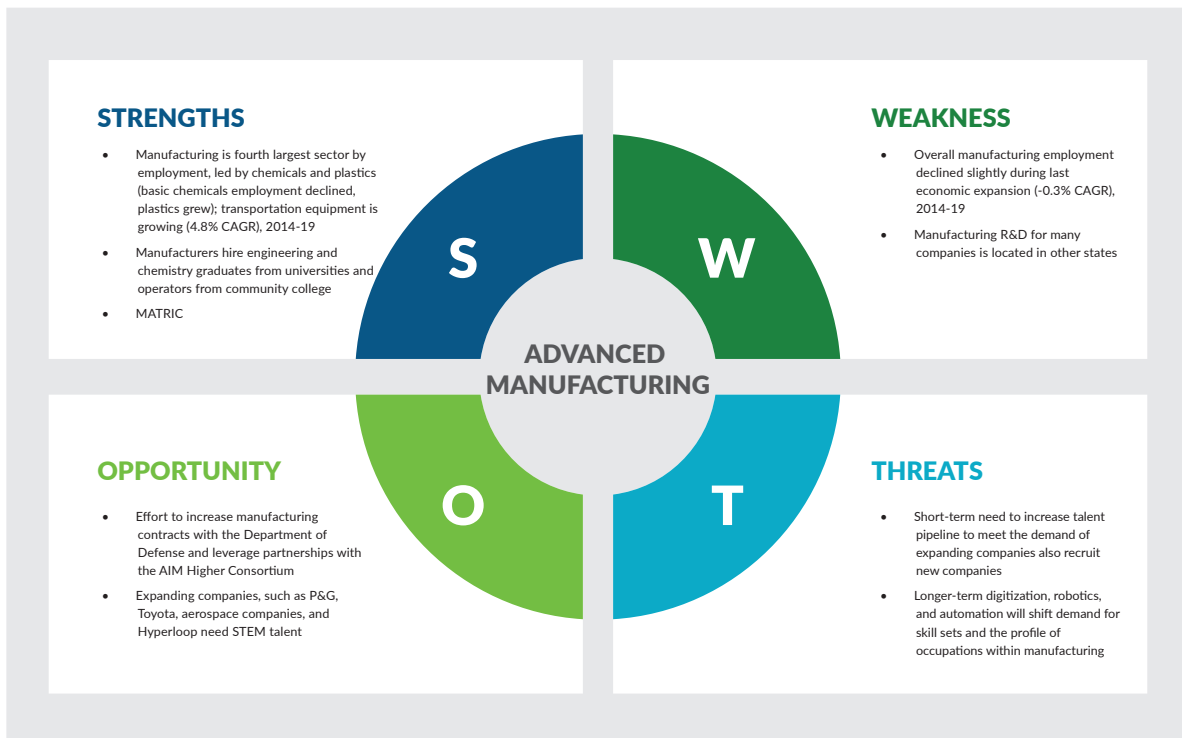 STRENGTHS
• Manufacturing is fourth largest sector by
employment, led by chemicals and plastics
(basic chemicals employment declined,
plastics grew); transportation equipment is
growing (4.8% CAGR), 2014-19
• Manufacturers hire engineering and
chemistry graduates from universities and
operators from community college
• MATRIC
S
WEAKNESS
• Overall manufacturing employment
declined slightly during last
economic expansion (-0.3% CAGR),
2014-19
• Manufacturing R&D for many
companies is located in other states
W
ADVANCED
MANUFACTURING
OPPORTUNITY
• Effort to increase manufacturing
contracts with the Department of
Defense and leverage partnerships with
the AIM Higher Consortium
• Expanding companies, such as P&G,
Toyota, aerospace companies, and
Hyperloop need STEM talent
O
THREATS
• Short-term need to increase talent
pipeline to meet the demand of
expanding companies also recruit
new companies
• Longer-term digitization, robotics,
and automation will shift demand for
skill sets and the profile of
occupations within manufacturing
T